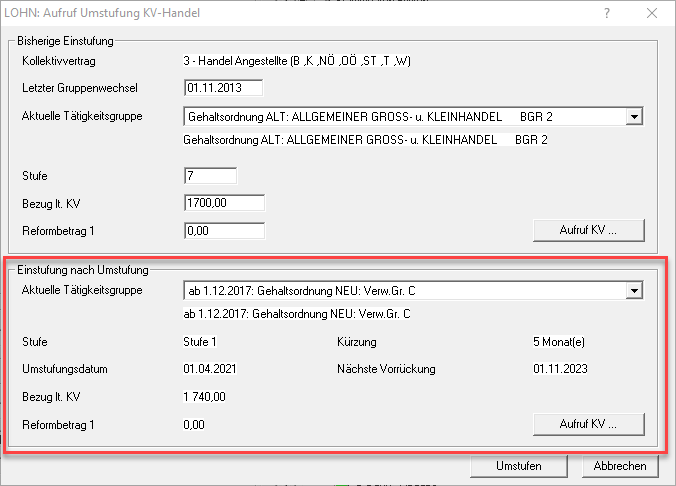 LOHN: Aufruf Umstufung KV-Handel
Bisherige Einstufung
Kollektivvertrag 3 - Handel Angestellte (B ,K ,NÖ ,OÖ ,ST ,T ,W)
Letzter Gruppenwechsel 01.11.2013
Aktuelle Tätigkeitsgruppe Gehaltsordnung ALT: ALLGEMEINER GROSS- u. KLEINHANDEL BGR 2
Gehaltsordnung ALT: ALLGEMEINER GROSS- u. KLEINHANDEL BGR 2
Stufe 7
Bezug lt. KV 1700,00
Reformbetrag 1 0,00 Aufruf KV ...
Einstufung nach Umstufung
Aktuelle Tätigkeitsgruppe ab 1.12.2017: Gehaltsordnung NEU: Verw.Gr. C
ab 1.12.2017: Gehaltsordnung NEU: Verw.Gr. C
Stufe Stufe 1 Kürzung 5 Monat(e)
Umstufungsdatum 01.04.2021 Nächste Vorrückung 01.11.2023
Bezug lt. KV 1 740,00
Reformbetrag 1 0,00 Aufruf KV ...
Umstufen Abbrechen